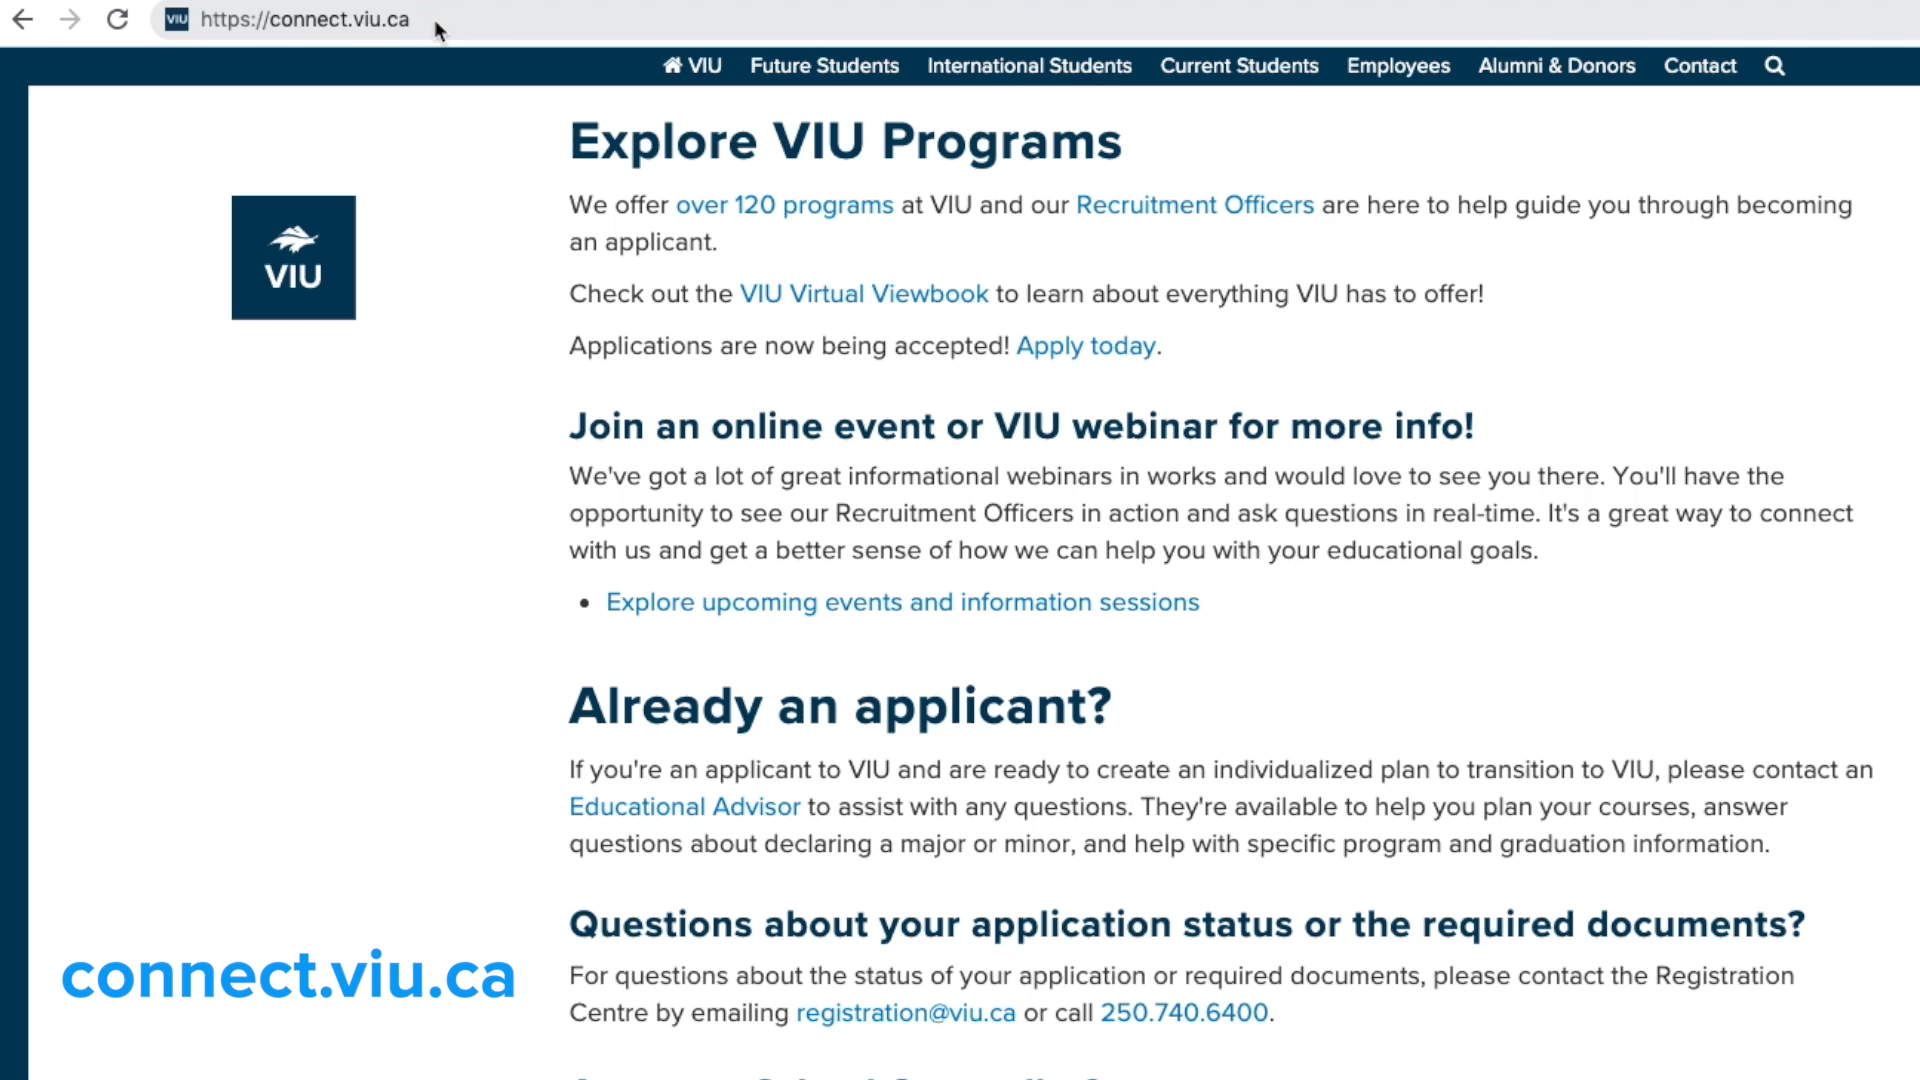 VIU https://connect.viu.ca
VIU Future Students International Students Current Students Employees Alumni & Donors Contact
Explore VIU Programs
We offer over 120 programs at VIU and our Recruitment Officers are here to help guide you through becoming
an applicant.
VIU
Check out the VIU Virtual Viewbook to learn about everything VIU has to offer!
Applications are now being accepted! Apply today.
Join an online event or VIU webinar for more info!
We've got a lot of great informational webinars in works and would love to see you there. You'll have the
opportunity to see our Recruitment Officers in action and ask questions in real-time. It's a great way to connect
with us and get a better sense of how we can help you with your educational goals.
• Explore upcoming events and information sessions
Already an applicant?
If you're an applicant to VIU and are ready to create an individualized plan to transition to VIU, please contact an
Educational Advisor to assist with any questions. They're available to help you plan your courses, answer
questions about declaring a major or minor, and help with specific program and graduation information.
Questions about your application status or the required documents?
For questions about the status of your application or required documents, please contact the Registration
Centre by emailing registration@viu.ca or call 250.740.6400.
connect.viu.ca